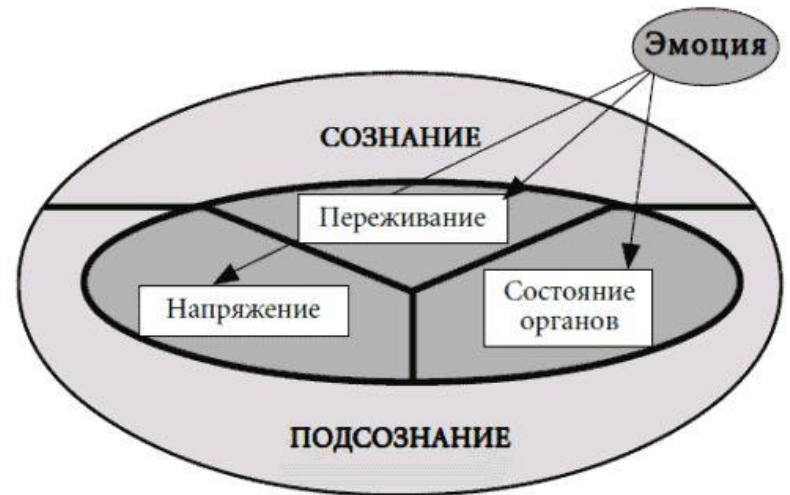 Эмоция
СОЗНАНИЕ
Переживание
Напряжение
Состояние
органов
ПОДСОЗНАНИЕ